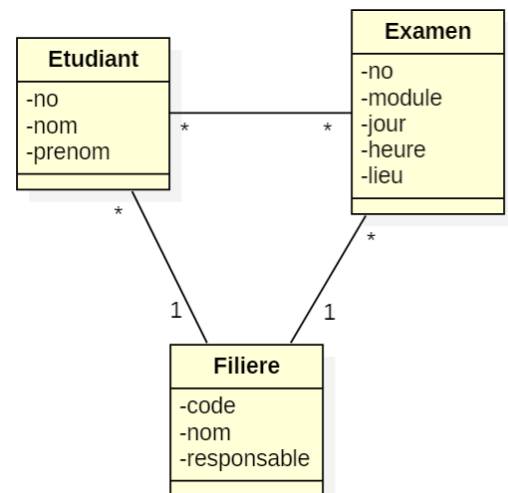 Etudiant
-no
-nom
-prenom
Examen
-no
-module
-jour
-heure
-lieu
*
*
*
*
1
1
Filiere
-code
-nom
-responsable